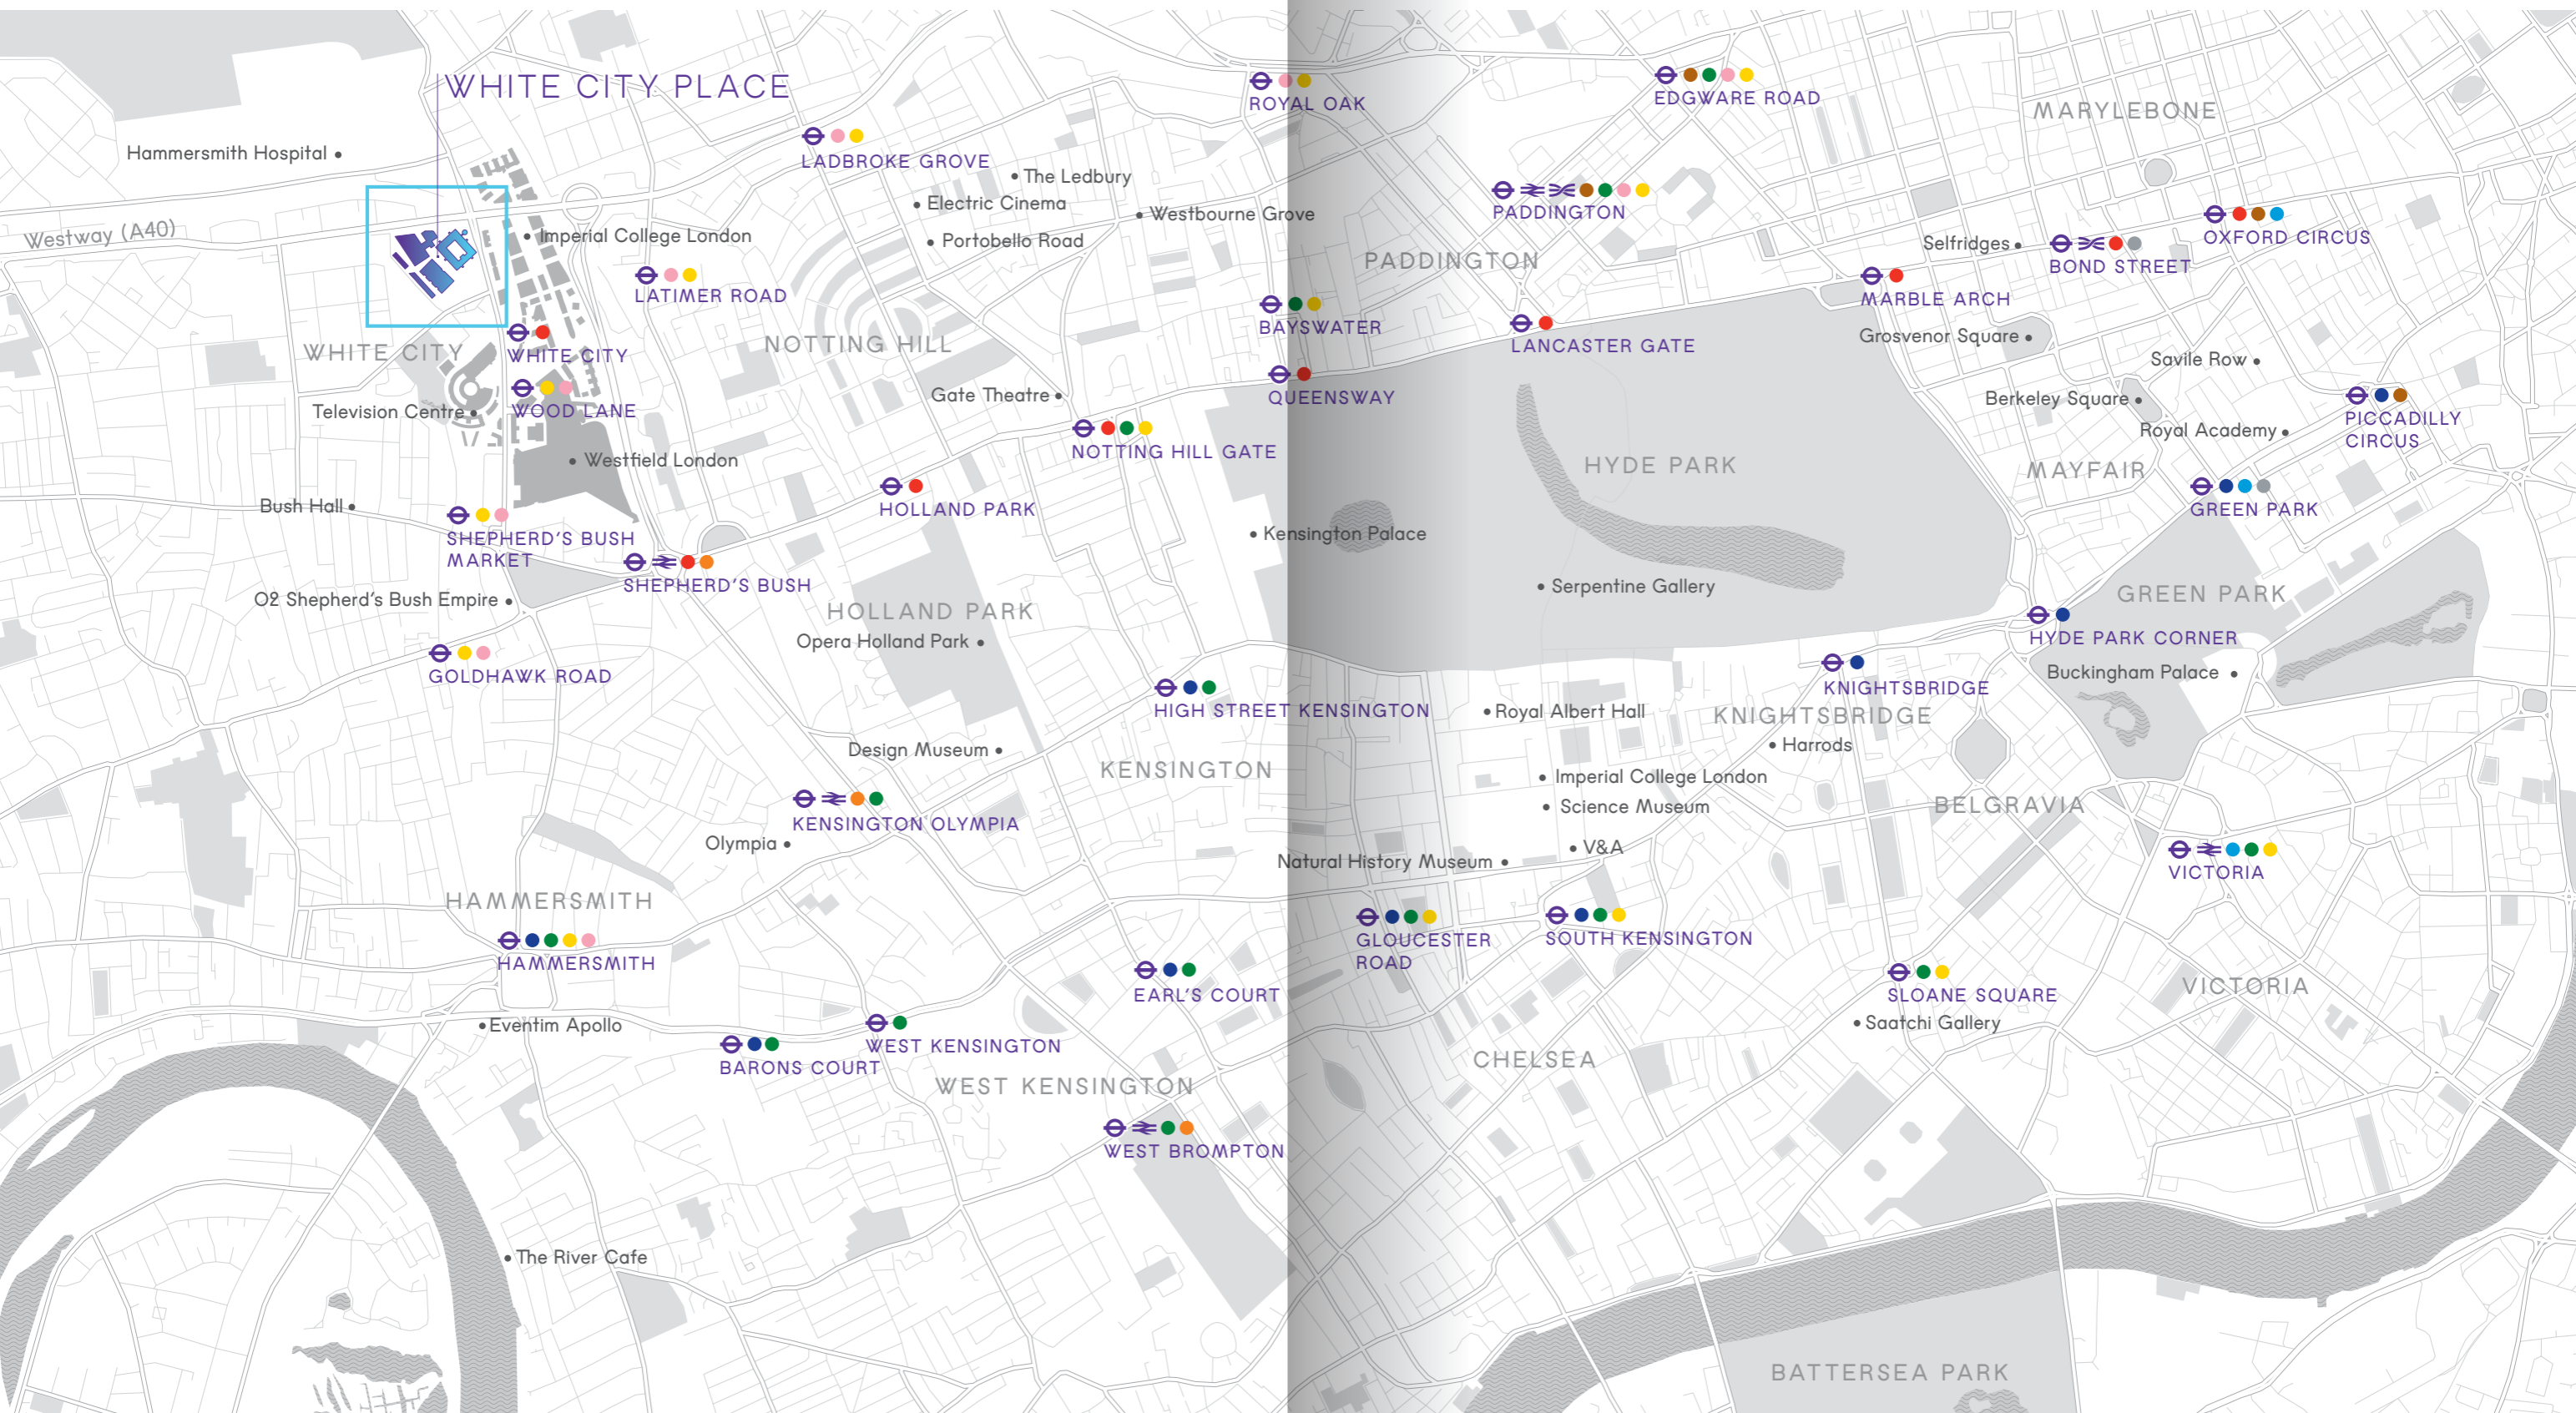 WHITE CITY PLACE
Hammersmith Hospital
Westway (A40)
Imperial College London
LADBROKE GROVE
The Ledbury
Electric Cinema
Portobello Road
Westbourne Grove
LATIMER ROAD
WHITE CITY
WHITE CITY
WOOD LANE
Television Centre
Westfield London
NOTTING HILL
Gate Theatre
NOTTING HILL GATE
HOLLAND PARK
Bush Hall
SHEPHERD'S BUSH
MARKET
SHEPHERD'S BUSH
O2 Shepherd's Bush Empire
GOLDHAWK ROAD
HOLLAND PARK
Opera Holland Park
HIGH STREET KENSINGTON
Design Museum
KENSINGTON
KENSINGTON OLYMPIA
Olympia
HAMMERSMITH
HAMMERSMITH
Eventim Apollo
BARONS COURT
WEST KENSINGTON
WEST KENSINGTON
EARL'S COURT
WEST BROMPTON
The River Cafe
ROYAL OAK
EDGWARE ROAD
MARYLEBONE
PADDINGTON
PADDINGTON
BAYSWATER
QUEENSWAY
LANCASTER GATE
MARBLE ARCH
Selfridges
BOND STREET
OXFORD CIRCUS
Grosvenor Square
Savile Row
Berkeley Square
Royal Academy
PICCADILLY
CIRCUS
MAYFAIR
GREEN PARK
HYDE PARK
Kensington Palace
Serpentine Gallery
GREEN PARK
HYDE PARK CORNER
Buckingham Palace
KNIGHTSBRIDGE
KNIGHTSBRIDGE
Royal Albert Hall
Harrods
Imperial College London
Science Museum
V&A
Natural History Museum
BELGRAVIA
VICTORIA
GLOUCESTER
ROAD
SOUTH KENSINGTON
SLOANE SQUARE
Saatchi Gallery
VICTORIA
CHELSEA
BATTERSEA PARK